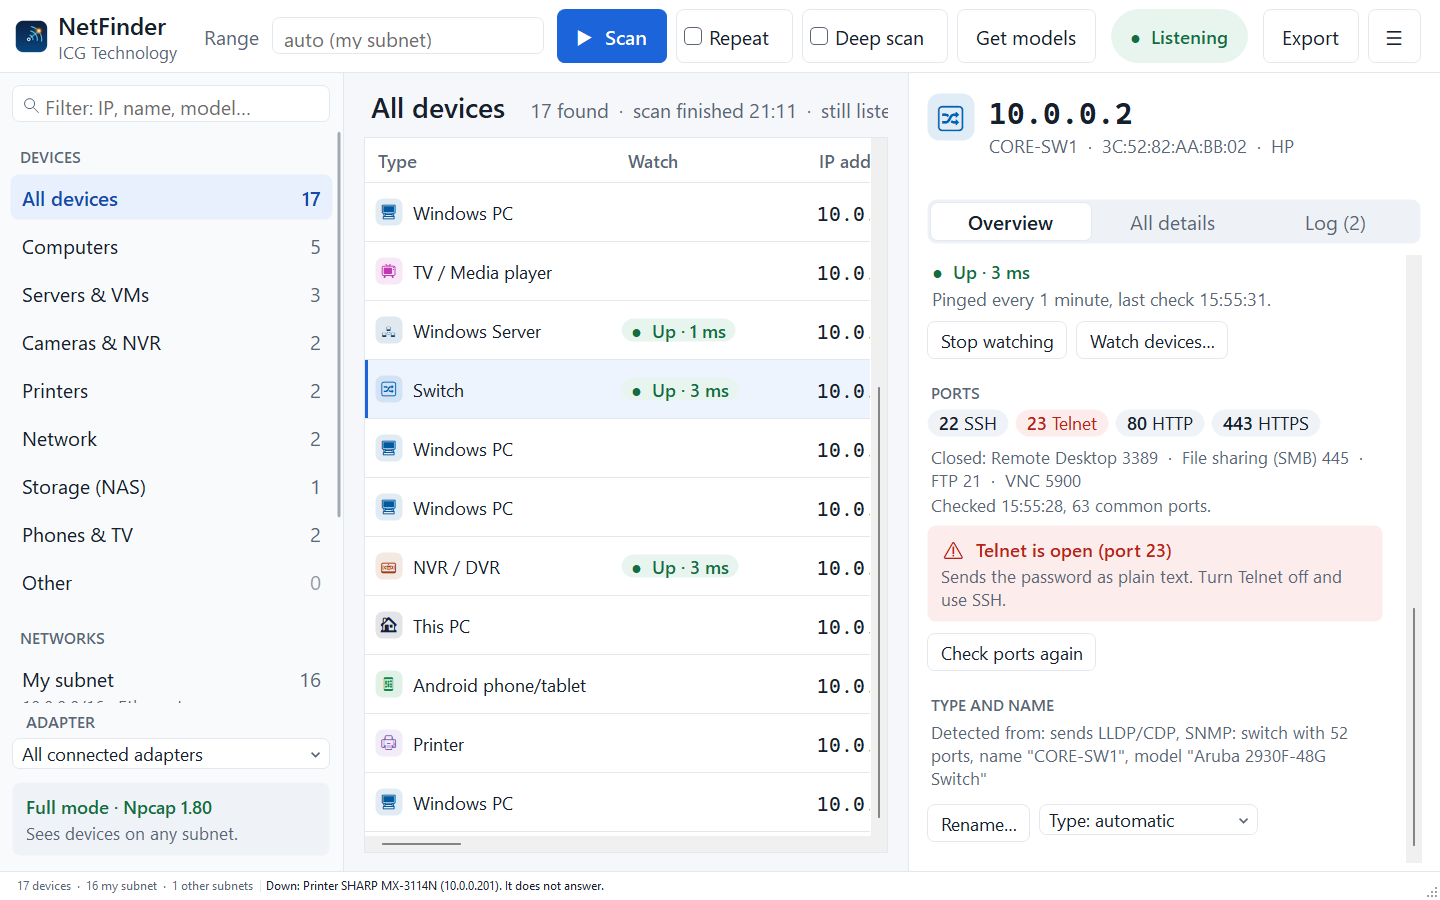 NetFinder
ICG Technology
Range
auto (my subnet)
Scan
Repeat
Deep scan
Get models
● Listening
Export
☰
Filter: IP, name, model...
DEVICES
All devices 17
Computers 5
Servers & VMs 3
Cameras & NVR 2
Printers 2
Network 2
Storage (NAS) 1
Phones & TV 2
Other 0
NETWORKS
My subnet 16
ADAPTER
All connected adapters
Full mode · Npcap 1.80
Sees devices on any subnet.
All devices 17 found · scan finished 21:11 · still liste
Type Watch IP add
Windows PC 10.0.
TV / Media player 10.0.
Windows Server ● Up · 1 ms 10.0.
Switch ● Up · 3 ms 10.0.
Windows PC 10.0.
Windows PC 10.0.
NVR / DVR ● Up · 3 ms 10.0.
This PC 10.0.
Android phone/tablet 10.0.
Printer 10.0.
Windows PC 10.0.
10.0.0.2
CORE-SW1 · 3C:52:82:AA:BB:02 · HP
Overview All details Log (2)
● Up · 3 ms
Pinged every 1 minute, last check 15:55:31.
Stop watching Watch devices...
PORTS
22 SSH 23 Telnet 80 HTTP 443 HTTPS
Closed: Remote Desktop 3389 · File sharing (SMB) 445 ·
FTP 21 · VNC 5900
Checked 15:55:28, 63 common ports.
Telnet is open (port 23)
Sends the password as plain text. Turn Telnet off and
use SSH.
Check ports again
TYPE AND NAME
Detected from: sends LLDP/CDP, SNMP: switch with 52
ports, name "CORE-SW1", model "Aruba 2930F-48G
Switch"
Rename... Type: automatic
17 devices · 16 my subnet · 1 other subnets Down: Printer SHARP MX-3114N (10.0.0.201). It does not answer.